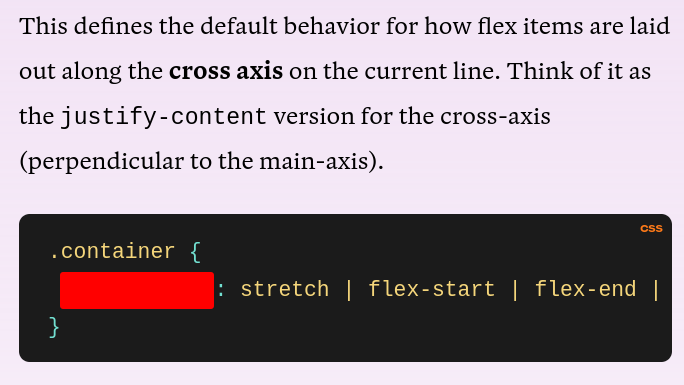 This defines the default behavior for how flex items are laid
out along the cross axis on the current line. Think of it as
the justify-content version for the cross-axis
(perpendicular to the main-axis).
css
.container {
: stretch | flex-start | flex-end |
}